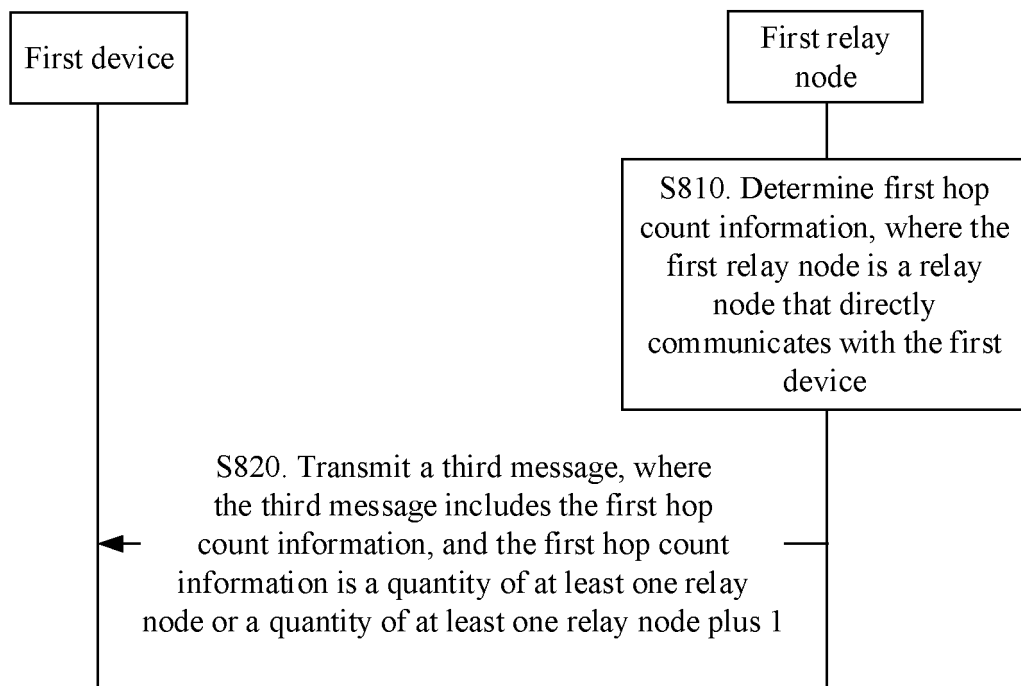 First device
First relay
node
S810. Determine first hop
count information, where the
first relay node is a relay
node that directly
communicates with the first
device
S820. Transmit a third message, where
the third message includes the first hop
count information, and the first hop count
information is a quantity of at least one relay
node or a quantity of at least one relay node plus 1